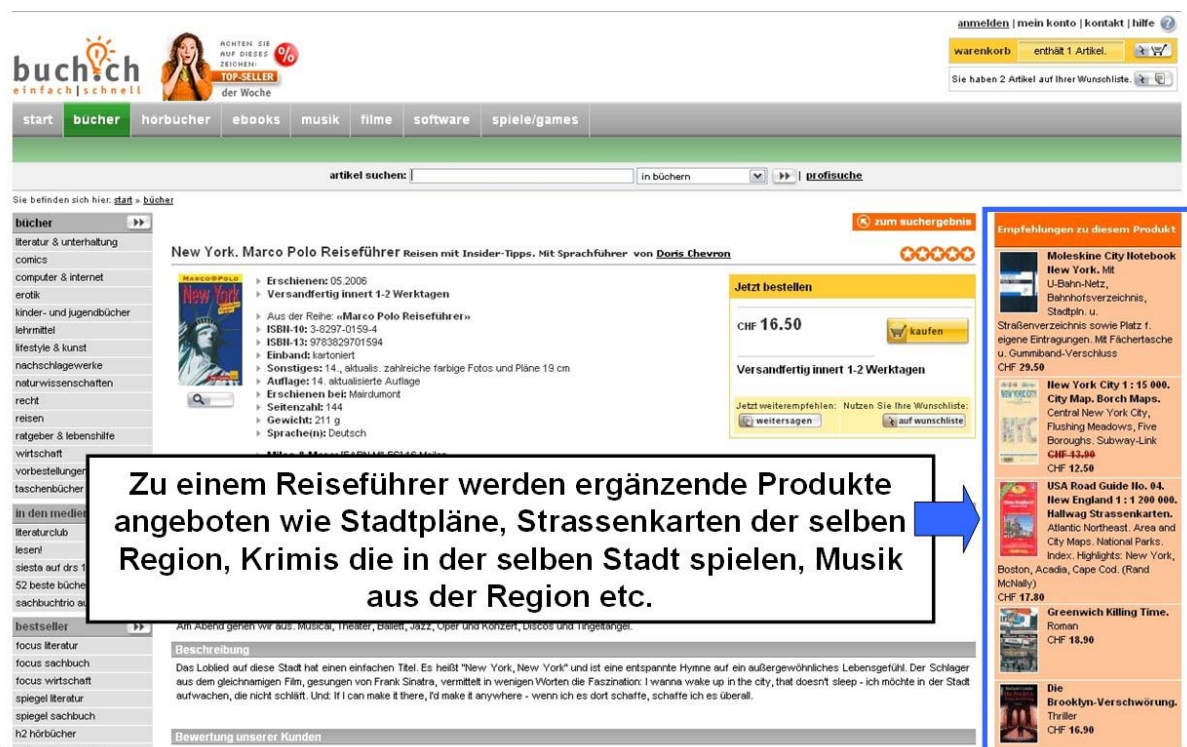 anmelden | mein konto | kontakt | hilfe
buch.ch
einfach|schnell
ACHTEN SIE
AUF DIESES
ZEICHEN:
%
TOP-SELLER
der Woche
warenkorb enthält 1 Artikel.
Sie haben 2 Artikel auf Ihrer Wunschliste.
start bücher hörbücher ebooks musik filme software spiele/games
artikel suchen: in büchern | profisuche
Sie befinden sich hier: start » bücher
bücher
literatur & unterhaltung
comics
computer & internet
erotik
kinder- und jugendbücher
lehrmittel
lifestyle & kunst
nachschlagewerke
naturwissenschaften
recht
reisen
ratgeber & lebenshilfe
wirtschaft
vorbestellungen
taschenbücher
in den medien
literaturclub
lesen!
siesta auf drs 1
52 beste bücher
sachbuchtrio
bestseller
focus literatur
focus sachbuch
focus wirtschaft
spiegel literatur
spiegel sachbuch
h2 hörbücher
zum suchergebnis
New York. Marco Polo Reiseführer Reisen mit Insider-Tipps. Mit Sprachführer von Doris Chevron
MARCO POLO
New York
Erschienen: 05.2006
Versandfertig innert 1-2 Werktagen
Aus der Reihe: «Marco Polo Reiseführer»
ISBN-10: 3-8297-0159-4
ISBN-13: 9783829701594
Einband: kartoniert
Sonstiges: 14., aktualis. zahlreiche farbige Fotos und Pläne 19 cm
Auflage: 14. aktualisierte Auflage
Erschienen bei: Mairdumont
Seitenzahl: 144
Gewicht: 211 g
Sprache(n): Deutsch
Jetzt bestellen
CHF 16.50
kaufen
Versandfertig innert 1-2 Werktagen
Jetzt weiterempfehlen: Nutzen Sie Ihre Wunschliste:
weitersagen auf wunschliste
Zu einem Reiseführer werden ergänzende Produkte
angeboten wie Stadtpläne, Strassenkarten der selben
Region, Krimis die in der selben Stadt spielen, Musik
aus der Region etc.
Am Abend gehen wir aus. Musical, Theater, Ballett, Jazz, Oper und Konzert, Discos und Tingeltangel.
Beschreibung
Das Loblied auf diese Stadt hat einen einfachen Titel. Es heißt "New York, New York" und ist eine entspannte Hymne auf ein außergewöhnliches Lebensgefühl. Der Schlager
aus dem gleichnamigen Film, gesungen von Frank Sinatra, vermittelt in wenigen Worten die Faszination: I wanna wake up in the city, that doesn't sleep - ich möchte in der Stadt
aufwachen, die nicht schläft. Und: If I can make it there, I'd make it anywhere - wenn ich es dort schaffe, schaffe ich es überall.
Bewertung unserer Kunden
Empfehlungen zu diesem Produkt
Moleskine City Notebook
New York. Mit
U-Bahn-Netz,
Bahnhofsverzeichnis,
Stadtpln. u.
Straßenverzeichnis sowie Platz f.
eigene Eintragungen. Mit Fächertasche
u. Gummiband-Verschluss
CHF 29.50
New York City 1 : 15 000.
City Map. Borch Maps.
Central New York City,
Flushing Meadows, Five
Boroughs. Subway-Link
CHF 13.90
CHF 12.50
USA Road Guide No. 04.
New England 1 : 1 200 000.
Hallwag Strassenkarten.
Atlantic Northeast. Area and
City Maps. National Parks.
Index. Highlights: New York,
Boston, Acadia, Cape Cod. (Rand
McNally)
CHF 17.80
Greenwich Killing Time.
Roman
CHF 18.90
Die
Brooklyn-Verschwörung.
Thriller
CHF 16.90